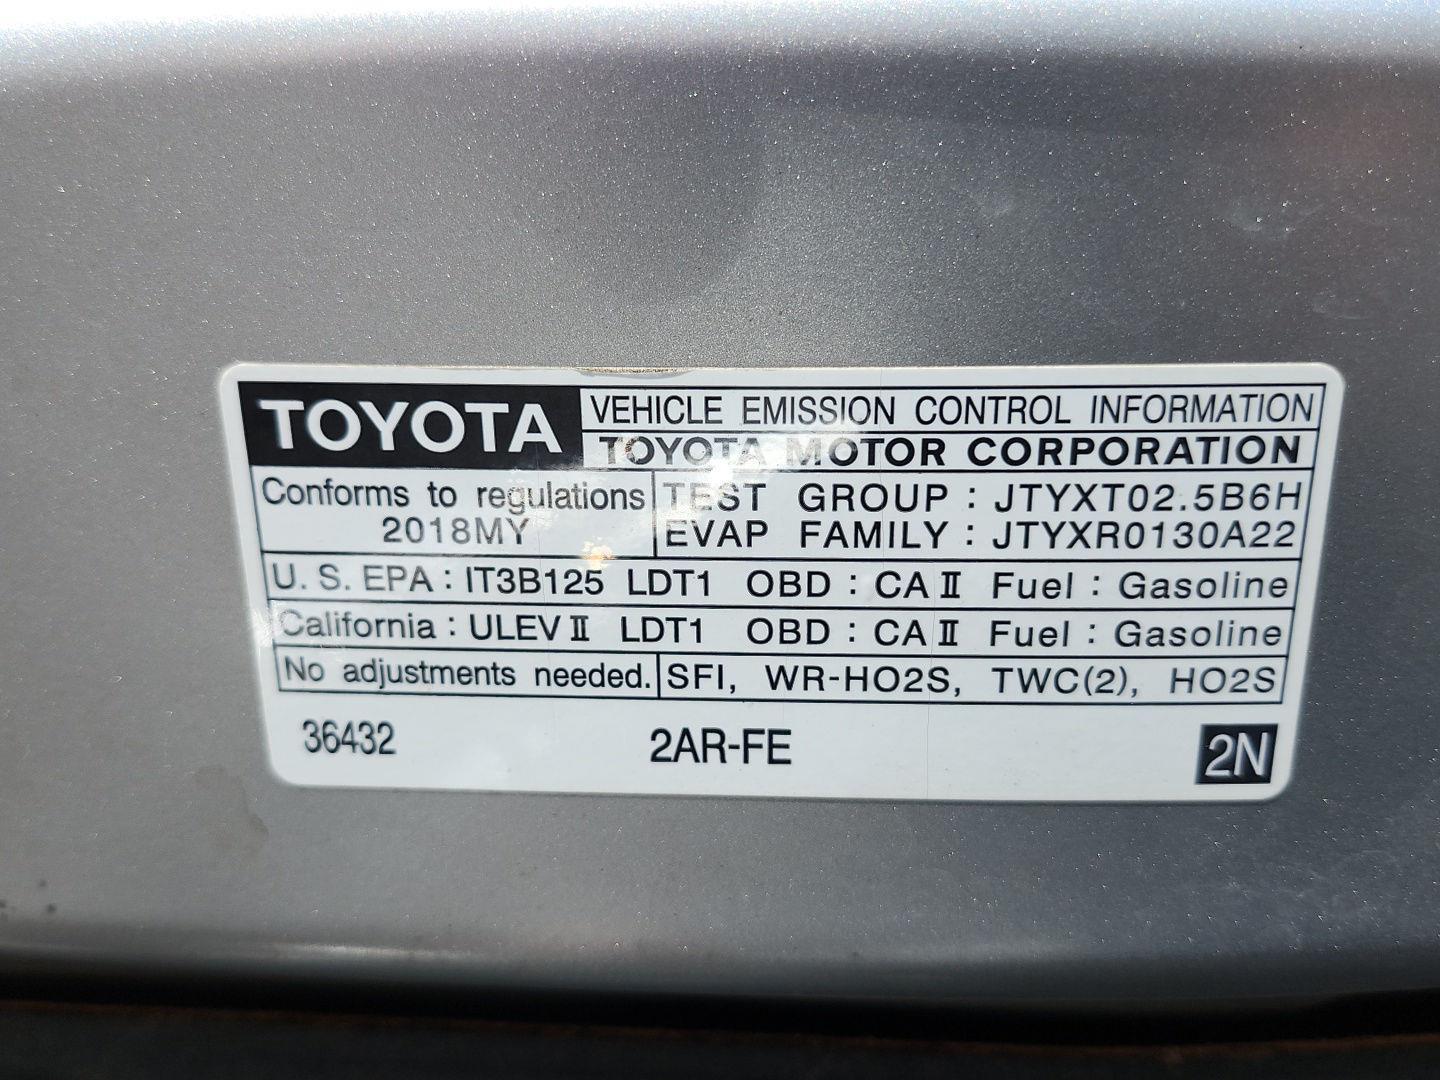 TOYOTA VEHICLE EMISSION CONTROL INFORMATION
TOYOTA MOTOR CORPORATION
Conforms to regulations TEST GROUP : JTYXT02.5B6H
2018MY EVAP FAMILY : JTYXR0130A22
U. S. EPA : IT3B125 LDT1 OBD : CA II Fuel : Gasoline
California : ULEV II LDT1 OBD : CA II Fuel : Gasoline
No adjustments needed. SFI, WR-HO2S, TWC(2), HO2S
36432 2AR-FE 2N